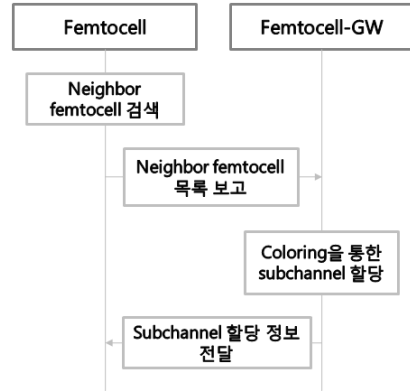 Femtocell
Femtocell-GW
Neighbor
femtocell 검색
Neighbor femtocell
목록 보고
Coloring을 통한
subchannel 할당
Subchannel 할당 정보
전달